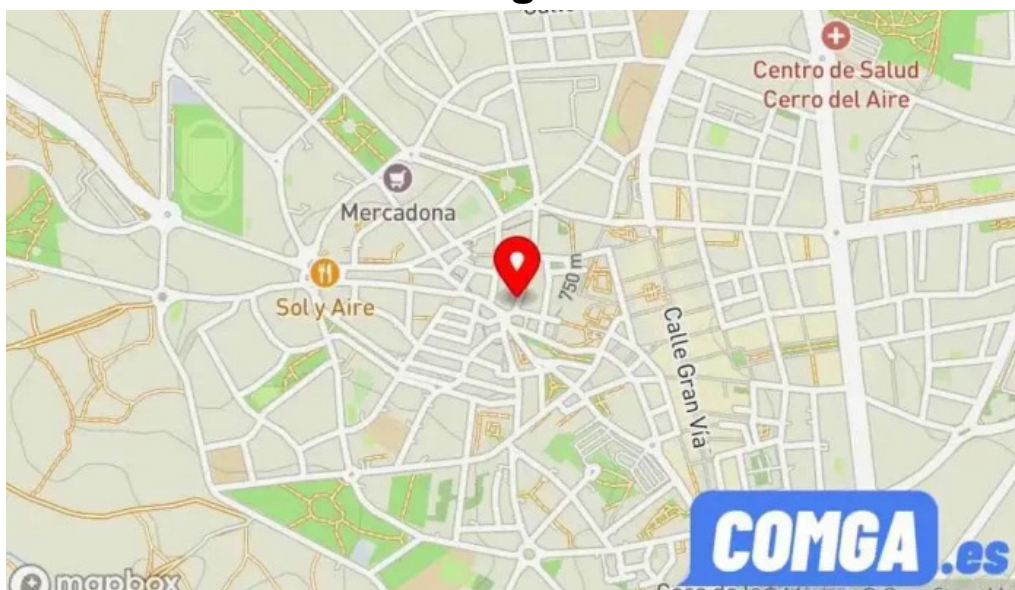 Centro de Salud
Cerro del Aire
Mercadona
750 m
Sol y Aire
Calle Gran Vía
COMGA.es
mapbox